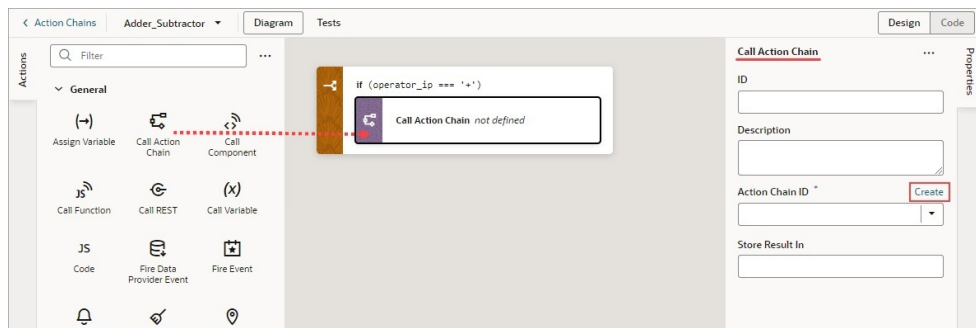 Action Chains
Adder_Subtractor
Diagram
Tests
Design
Code
Actions
Filter
General
Assign Variable
Call Action
Chain
Call
Component
JS
Call Function
Call REST
(x)
Call Variable
JS
Code
Fire Data
Provider Event
Fire Event
if (operator_ip === '+')
Call Action Chain not defined
Call Action Chain
ID
Description
Action Chain ID *
Create
Store Result In
Properties